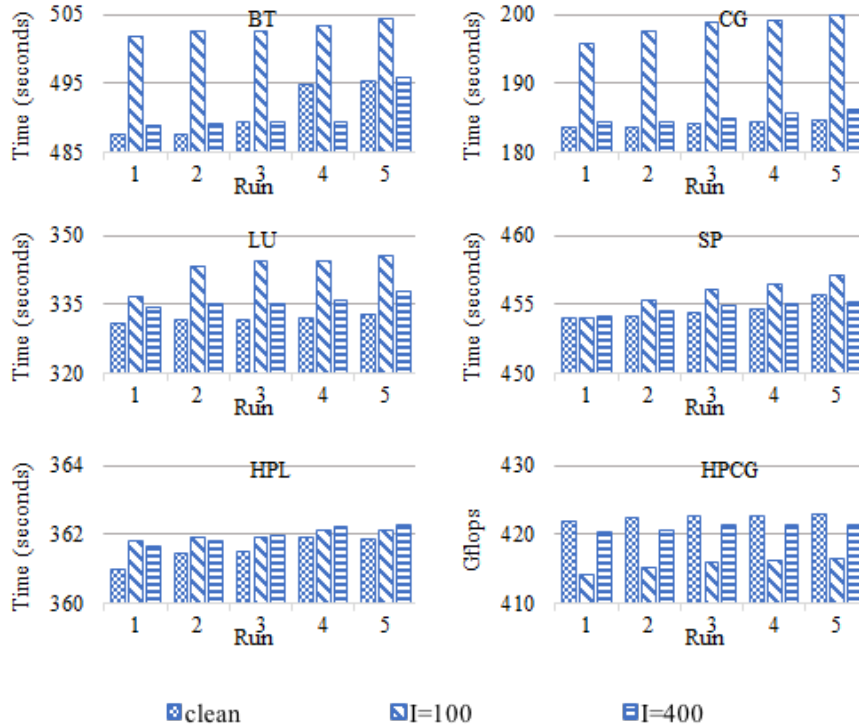 BT
Time (seconds)
505
495
485
1 2 3 4 5
Run
CG
Time (seconds)
200
190
180
1 2 3 4 5
Run
LU
Time (seconds)
350
335
320
1 2 3 4 5
Run
SP
Time (seconds)
460
455
450
1 2 3 4 5
Run
HPL
Time (seconds)
364
362
360
1 2 3 4 5
Run
HPCG
Gflops
430
420
410
1 2 3 4 5
Run
clean I=100 I=400